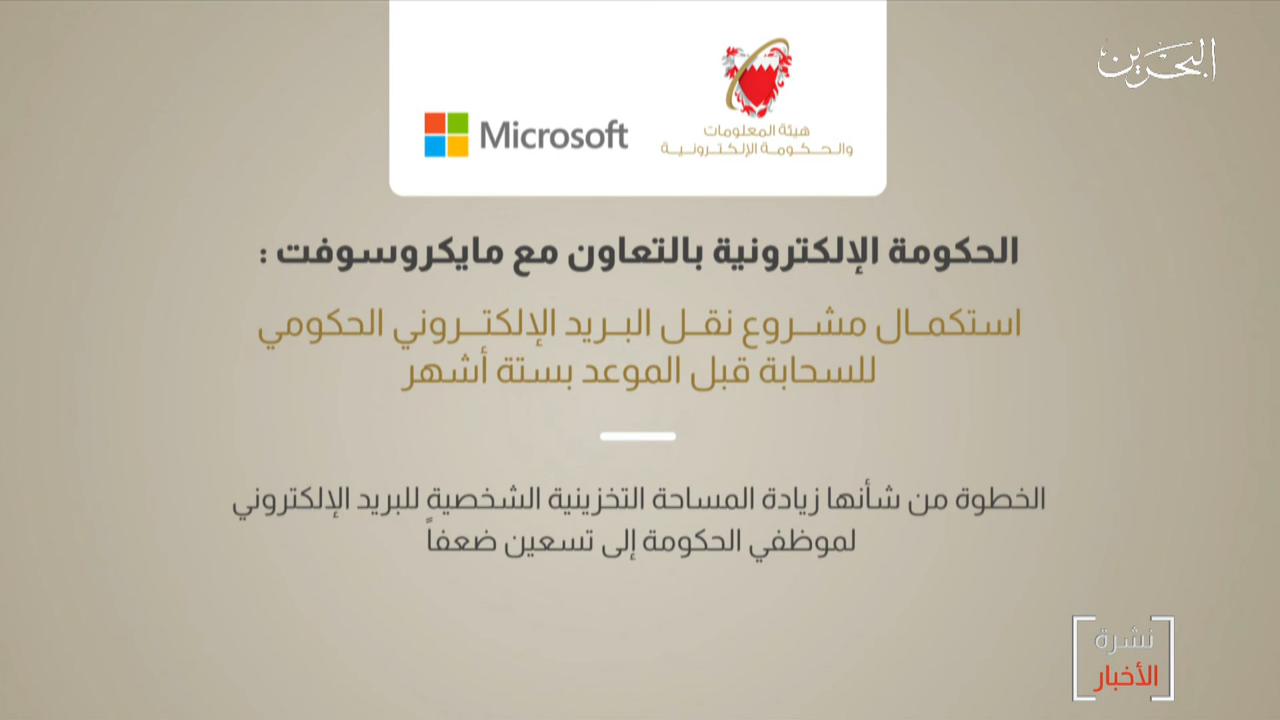 البحرين
Microsoft
هيئة المعلومات
والحكومة الإلكترونية
الحكومة الإلكترونية بالتعاون مع مايكروسوفت :
استكمال مشروع نقل البريد الإلكتروني الحكومي
للسحابة قبل الموعد بستة أشهر
الخطوة من شأنها زيادة المساحة التخزينية الشخصية للبريد الإلكتروني
لموظفي الحكومة إلى تسعين ضعفاً
نشرة
الأخبار